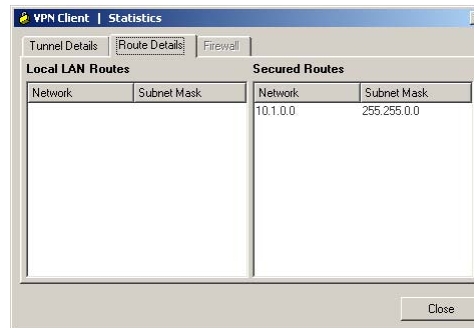 VPN Client | Statistics
Tunnel Details Route Details Firewall
Local LAN Routes Secured Routes
Network Subnet Mask Network Subnet Mask
10.1.0.0 255.255.0.0
Close